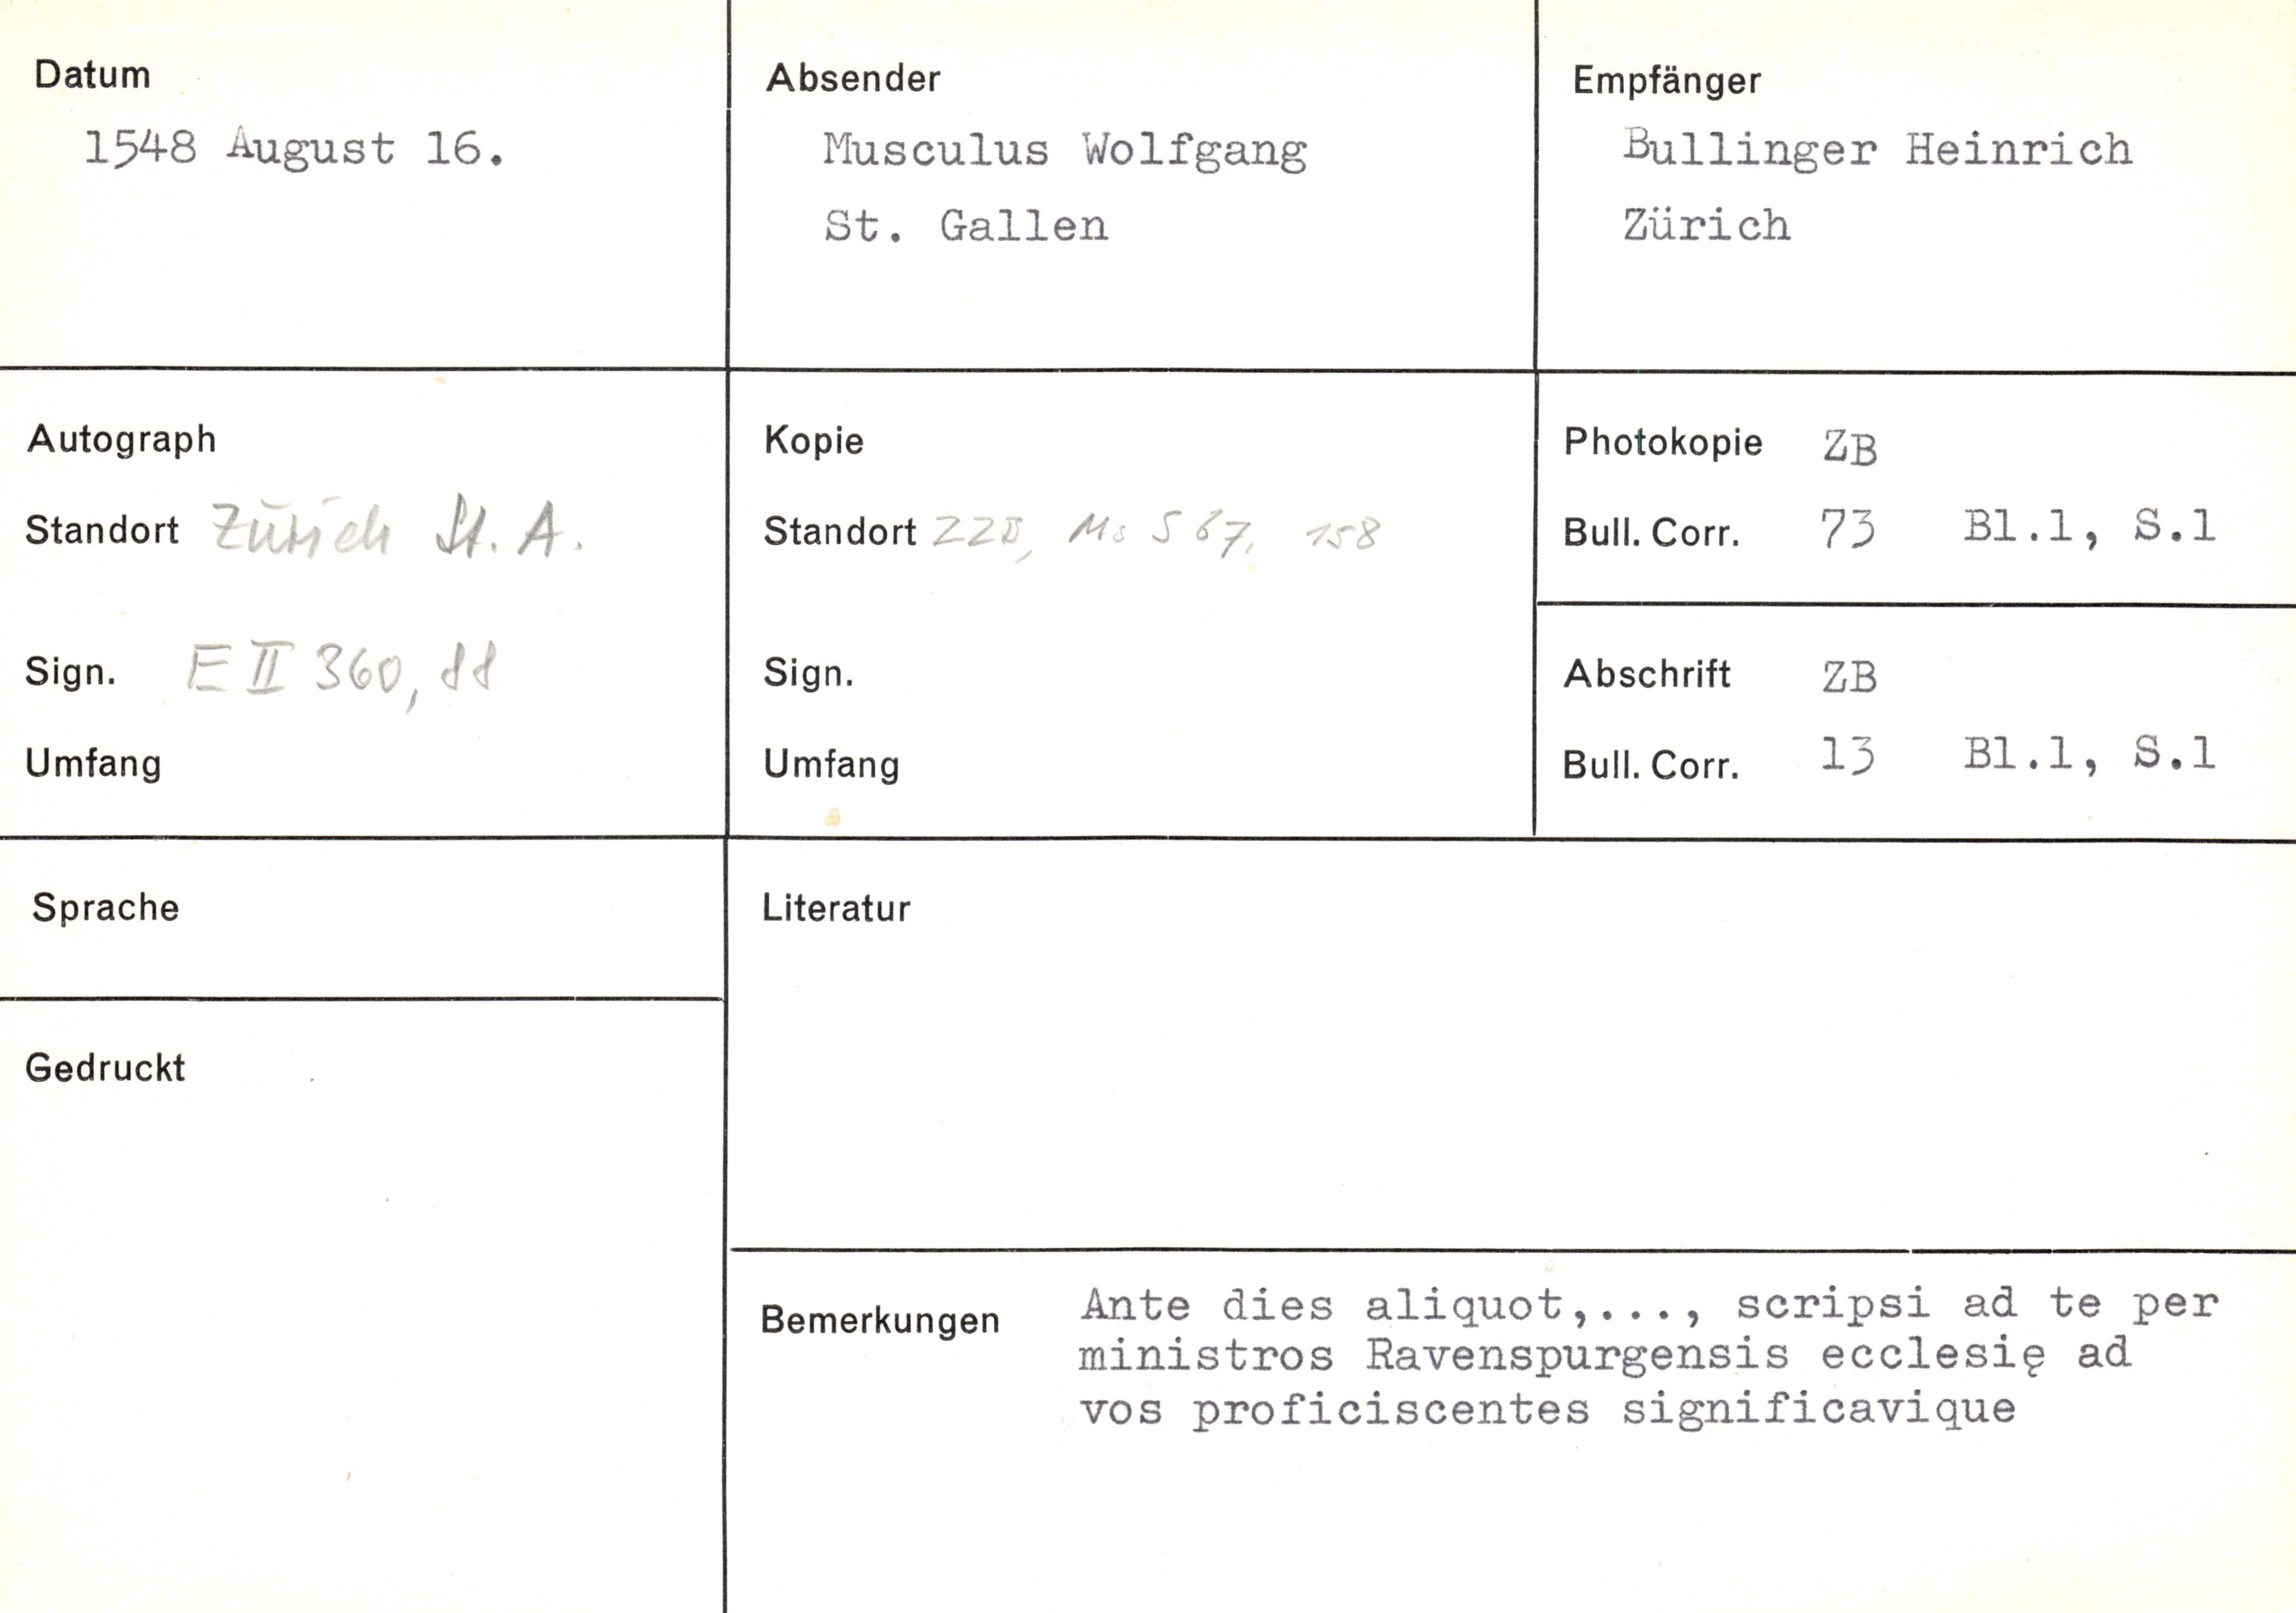 Datum
1548 August 16.
Absender
Musculus Wolfgang
St. Gallen
Empfänger
Bullinger Heinrich
Zürich
Autograph
Standort Zürich St. A.
Sign. E II 360, 88
Umfang
Kopie
Standort ZZB, Ms S 67, 158
Sign.
Umfang
Photokopie ZB
Bull. Corr. 73 Bl.1, S.1
Abschrift ZB
Bull. Corr. 13 Bl.1, S.1
Sprache
Gedruckt
Literatur
Bemerkungen Ante dies aliquot,..., scripsi ad te per
ministros Ravenspurgensis ecclesię ad
vos proficiscentes significavique